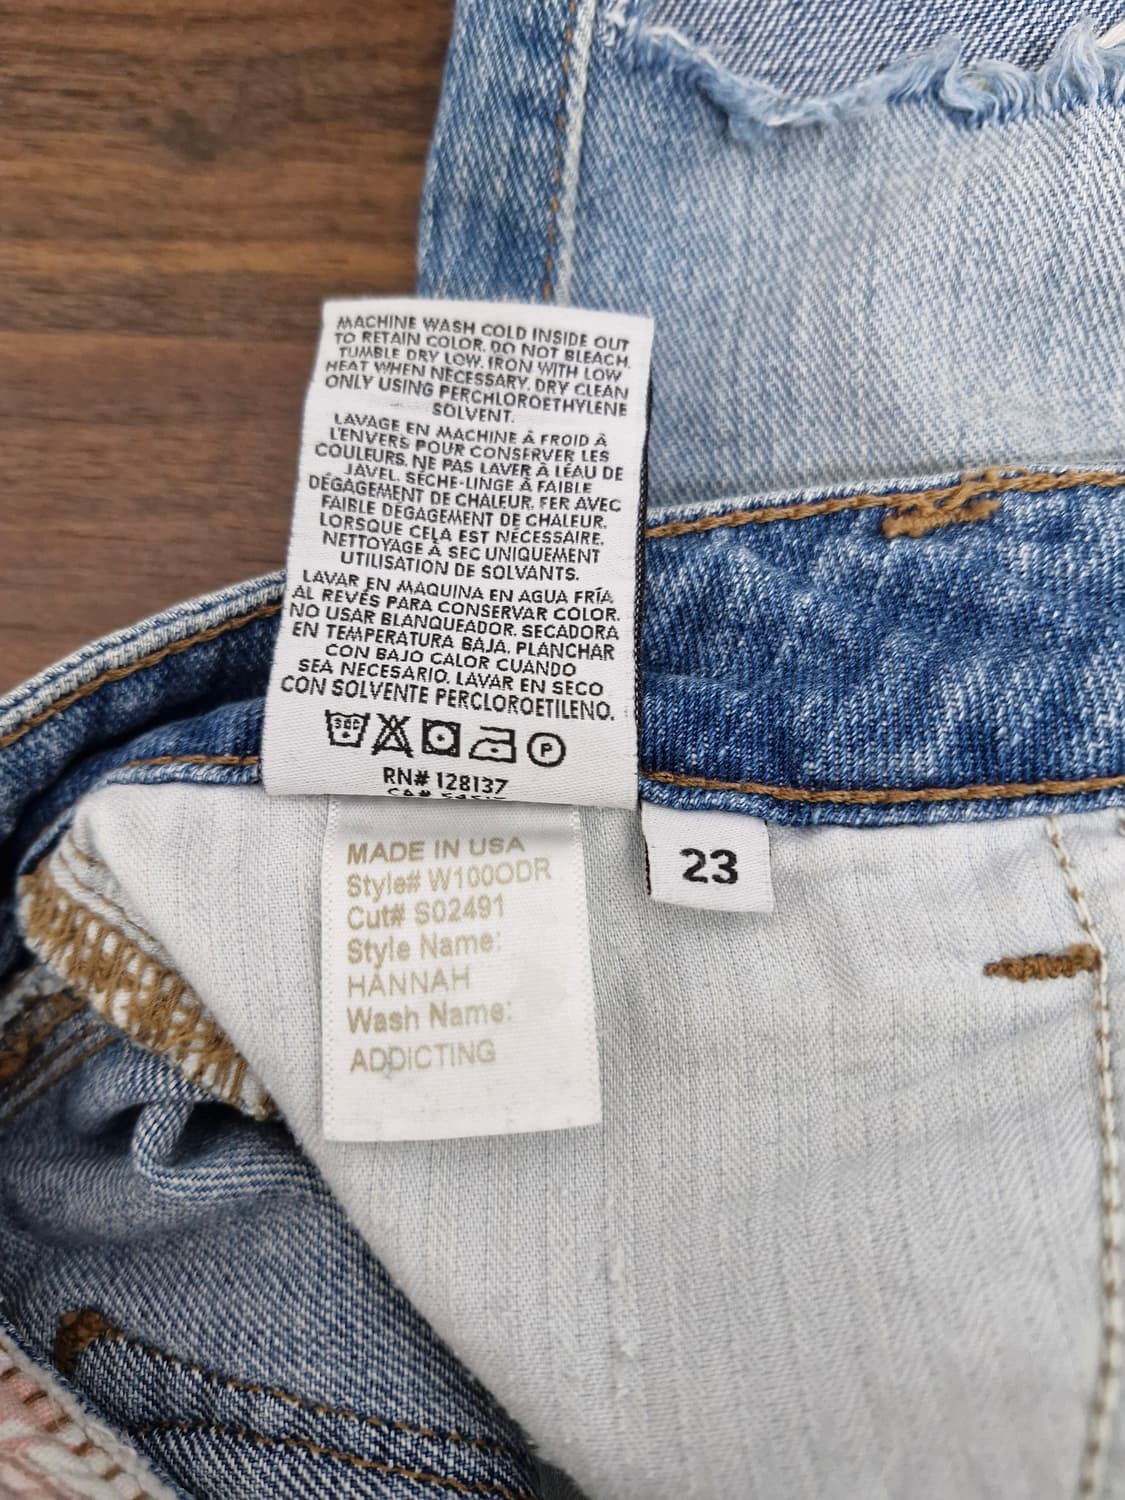 MACHINE WASH COLD INSIDE OUT
TO RETAIN COLOR. DO NOT BLEACH.
TUMBLE DRY LOW. IRON WITH LOW
HEAT WHEN NECESSARY. DRY CLEAN
ONLY USING PERCHLOROETHYLENE
SOLVENT.
LAVAGE EN MACHINE À FROID À
L'ENVERS POUR CONSERVER LES
COULEURS. NE PAS LAVER À LÉAU DE
JAVEL. SÉCHE-LINGE À FAIBLE
DÉGAGEMENT DE CHALEUR. FER AVEC
FAIBLE DÉGAGEMENT DE CHALEUR.
LORSQUE CELA EST NÉCESSAIRE.
NETTOYAGE À SEC UNIQUEMENT
UTILISATION DE SOLVANTS.
LAVAR EN MAQUINA EN AGUA FRÍA
AL REVÉS PARA CONSERVAR COLOR.
NO USAR BLANQUEADOR. SECADORA
EN TEMPERATURA BAJA. PLANCHAR
CON BAJO CALOR CUANDO
SEA NECESARIO. LAVAR EN SECO
CON SOLVENTE PERCLOROETILENO.
P
RN# 128137
CA#
MADE IN USA
Style# W100ODR
Cut# S02491
Style Name:
HANNAH
Wash Name:
ADDICTING
23